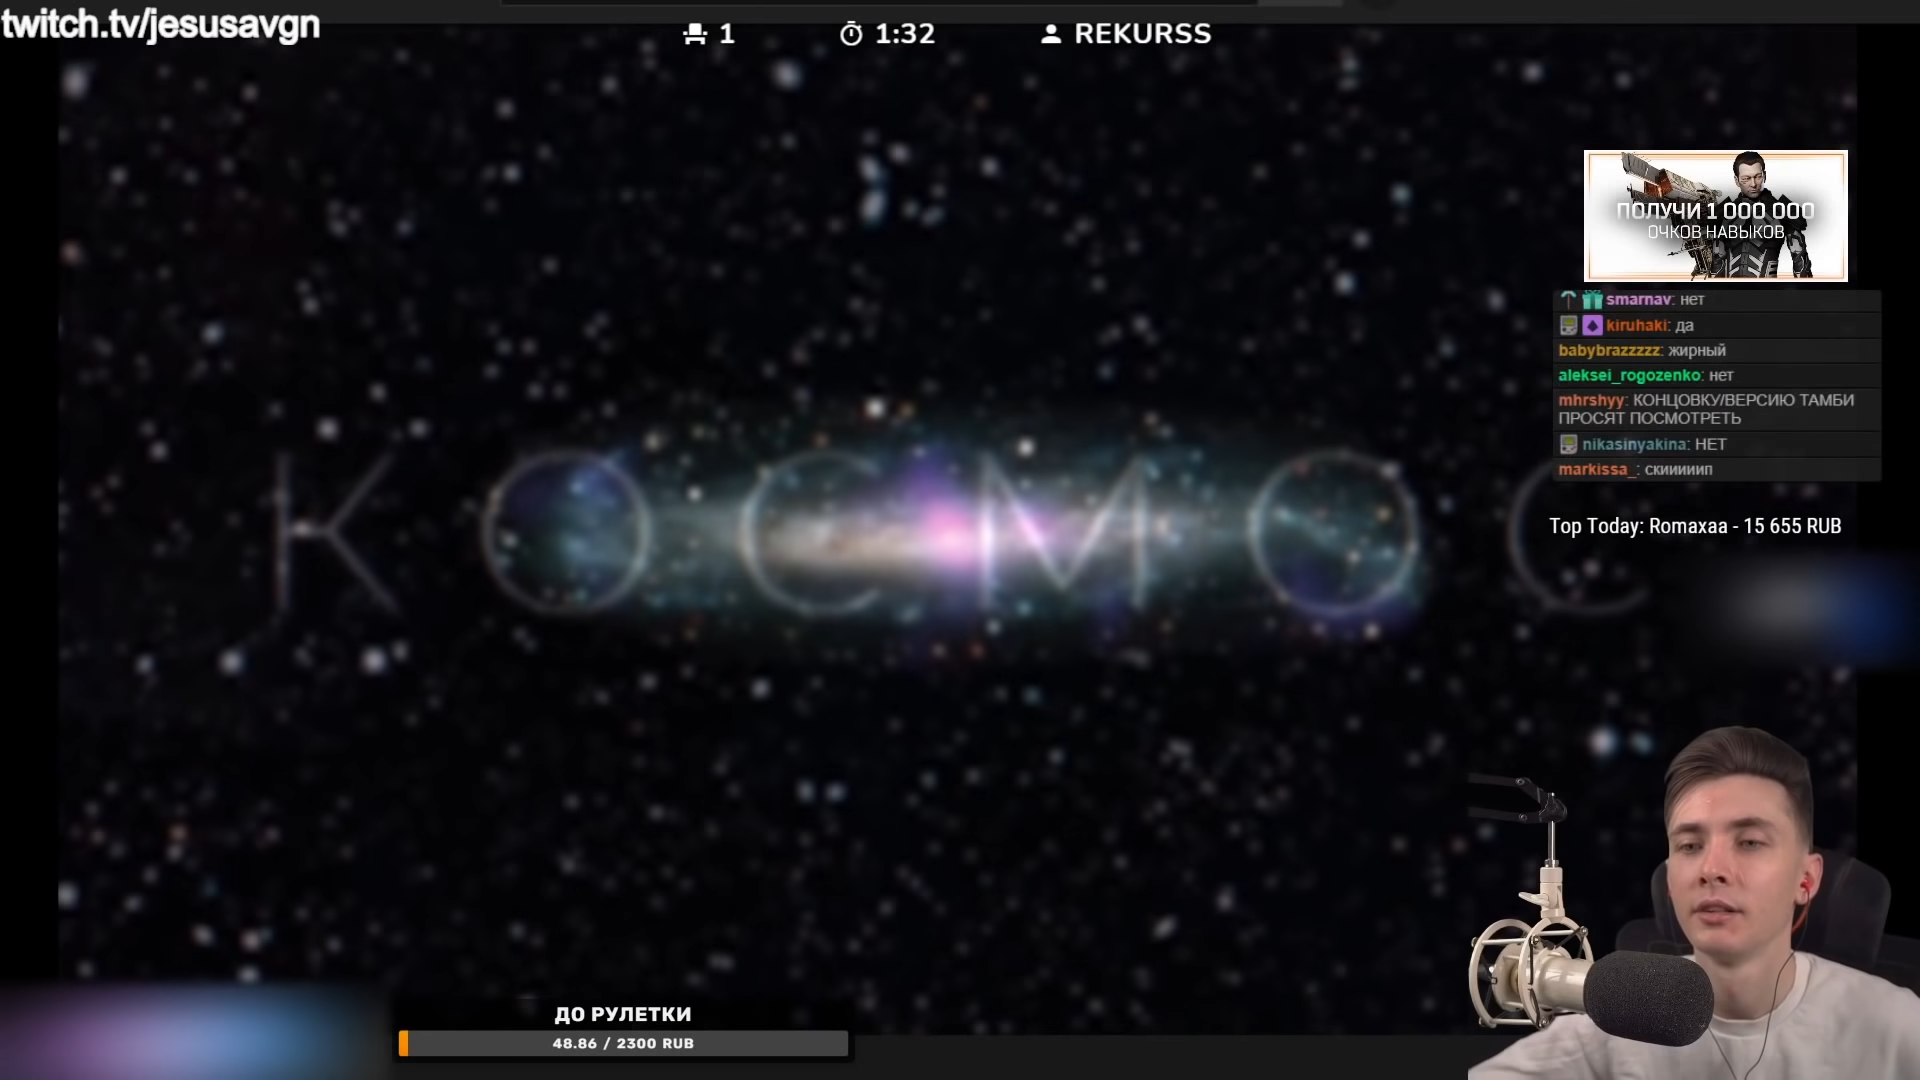 twitch.tv/jesusavgn
1
1:32
REKURSS
ПОЛУЧИ 1 000 000
ОЧКОВ НАВЫКОВ
smarnav: нет
kiruhaki: да
babybrazzzzz: жирный
aleksei_rogozenko: нет
mhrshyy: КОНЦОВКУ/ВЕРСИЮ ТАМБИ
ПРОСЯТ ПОСМОТРЕТЬ
nikasinyakina: НЕТ
markissa_: скииииип
КОСМОС
Top Today: Romaxaa - 15 655 RUB
ДО РУЛЕТКИ
48.86 / 2300 RUB